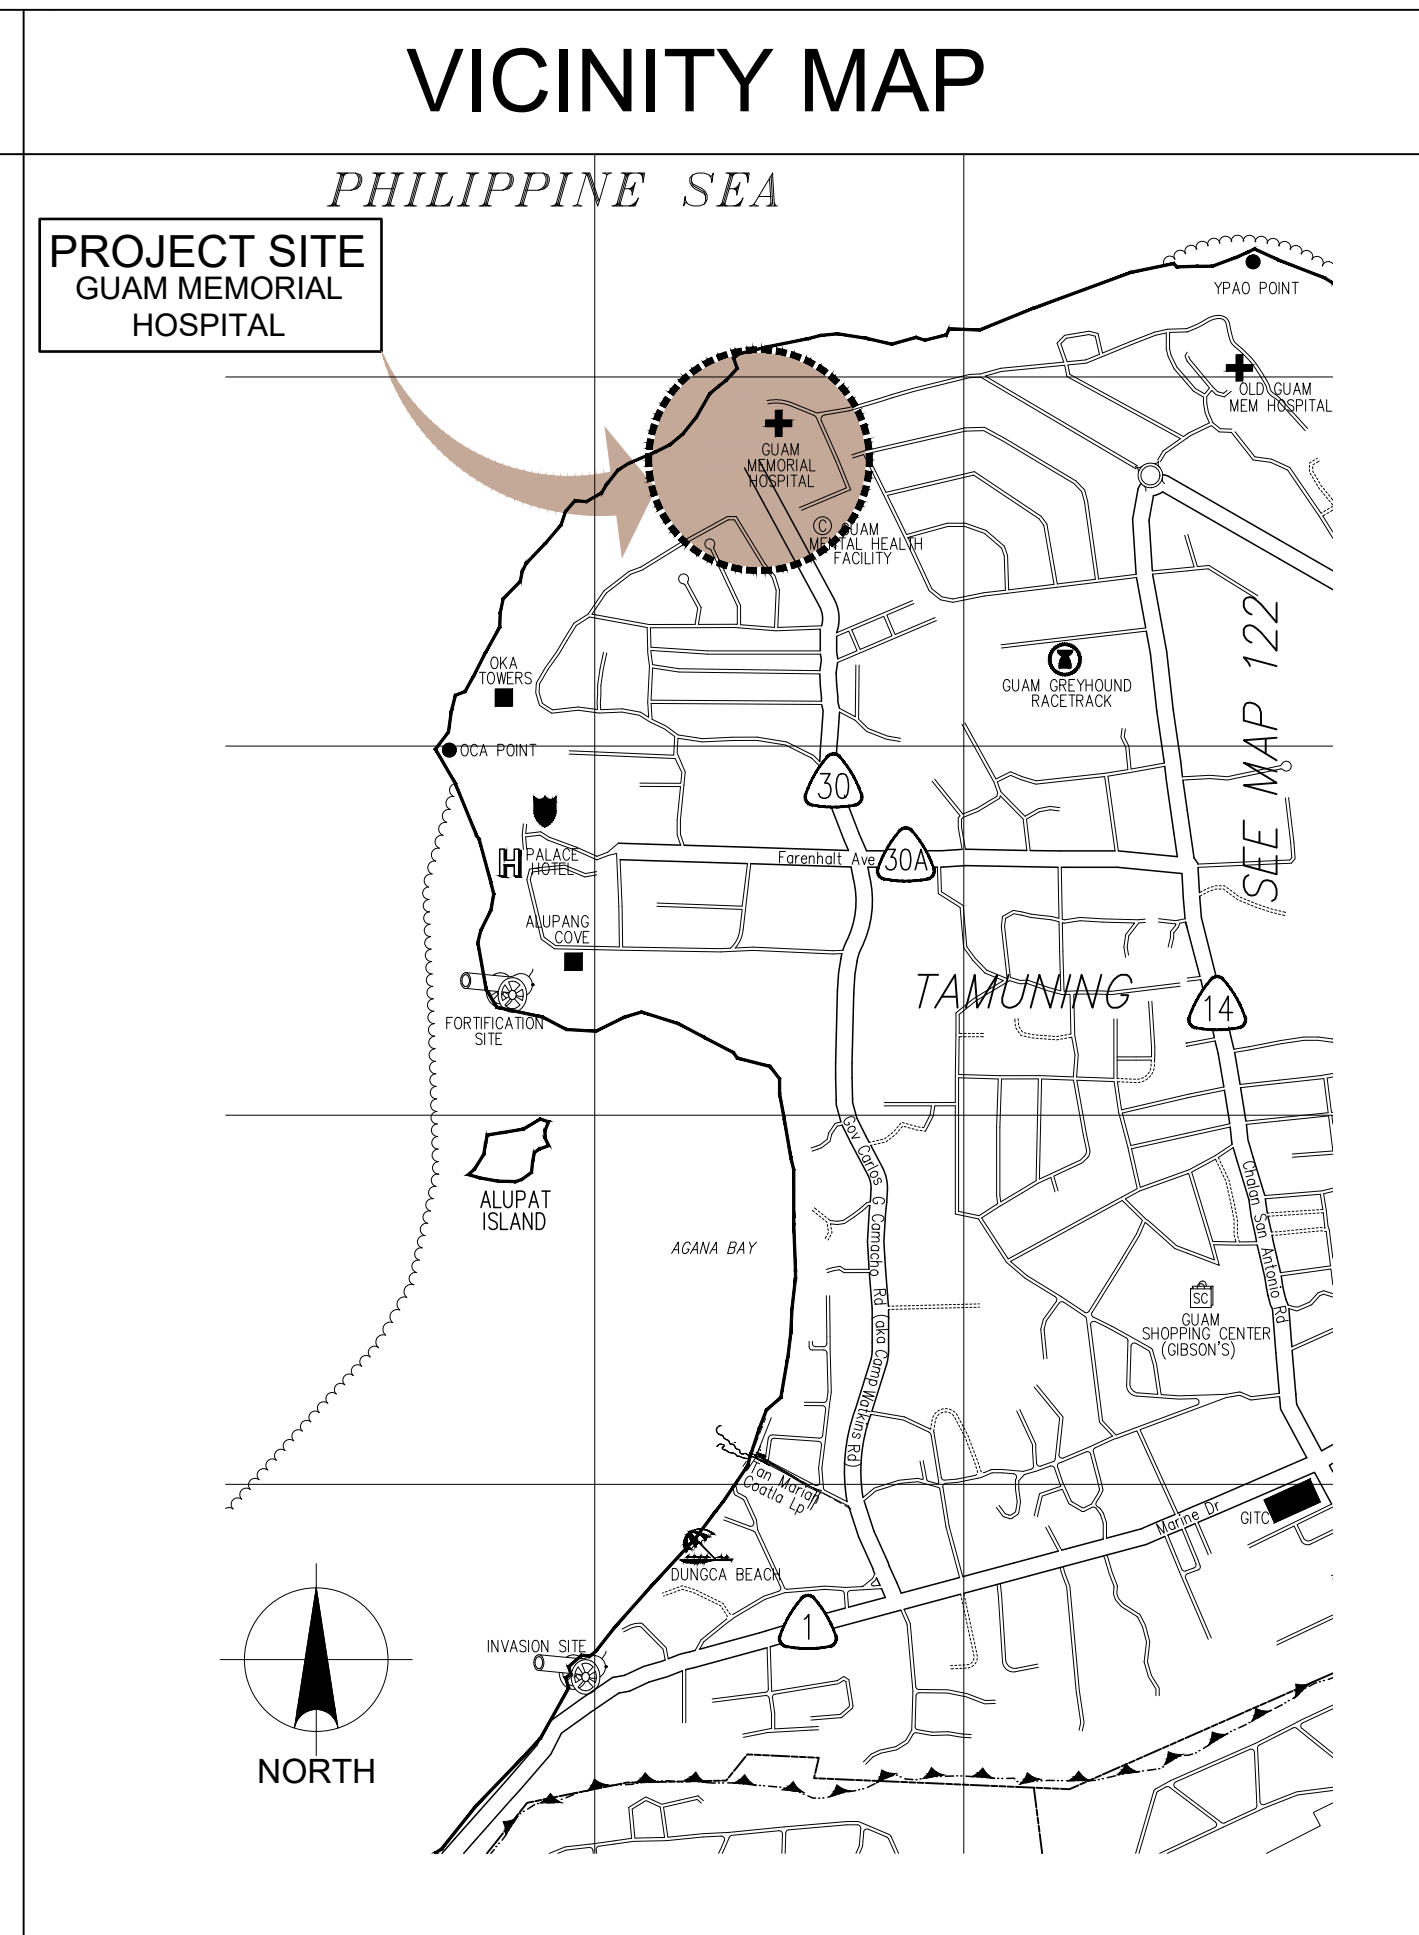 VICINITY MAP
PHILIPPINE SEA
PROJECT SITE
GUAM MEMORIAL
HOSPITAL
YPAO POINT
OLD GUAM
MEM HOSPITAL
GUAM
MEMORIAL
HOSPITAL
© GUAM
MENTAL HEALTH
FACILITY
SEE MAP 122
OKA
TOWERS
GUAM GREYHOUND
RACETRACK
OCA POINT
30
H PALACE
HOTEL
Farenhalt Ave
30A
ALUPANG
COVE
TAMUNING
14
FORTIFICATION
SITE
ALUPAT
ISLAND
AGANA BAY
Gov Carlos G Camacho Rd (aka Camp Watkins Rd)
Chalan San Antonio Rd
SC
GUAM
SHOPPING CENTER
(GIBSON'S)
Tan Maria
Coatla Lp
Marine Dr
GITC
DUNGCA BEACH
1
INVASION SITE
NORTH